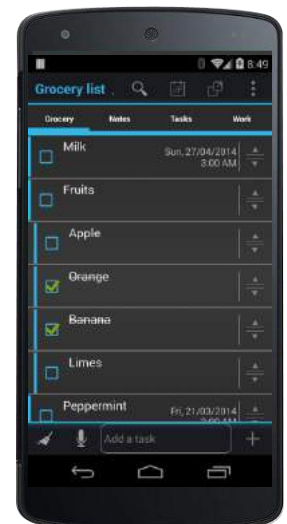 8:49
Grocery list
Grocery Notes Tasks Work
Milk
Sun, 27/04/2014
3:00 AM
Fruits
Apple
Orange
Banana
Limes
Peppermint
Fri, 21/03/2014
Add a task